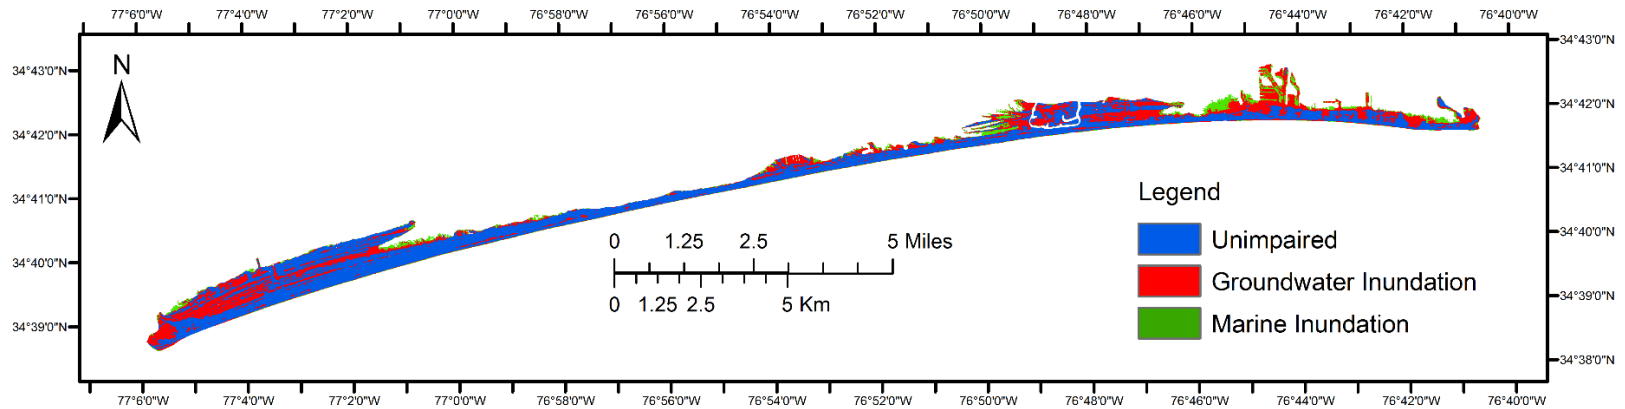 77°6'0"W 77°4'0"W 77°2'0"W 77°0'0"W 76°58'0"W 76°56'0"W 76°54'0"W 76°52'0"W 76°50'0"W 76°48'0"W 76°46'0"W 76°44'0"W 76°42'0"W 76°40'0"W
34°43'0"N
34°42'0"N
34°41'0"N
34°40'0"N
34°39'0"N
N
0 1.25 2.5 5 Miles
0 1.25 2.5 5 Km
Legend
Unimpaired
Groundwater Inundation
Marine Inundation
34°43'0"N
34°42'0"N
34°41'0"N
34°40'0"N
34°39'0"N
34°38'0"N
77°6'0"W 77°4'0"W 77°2'0"W 77°0'0"W 76°58'0"W 76°56'0"W 76°54'0"W 76°52'0"W 76°50'0"W 76°48'0"W 76°46'0"W 76°44'0"W 76°42'0"W 76°40'0"W